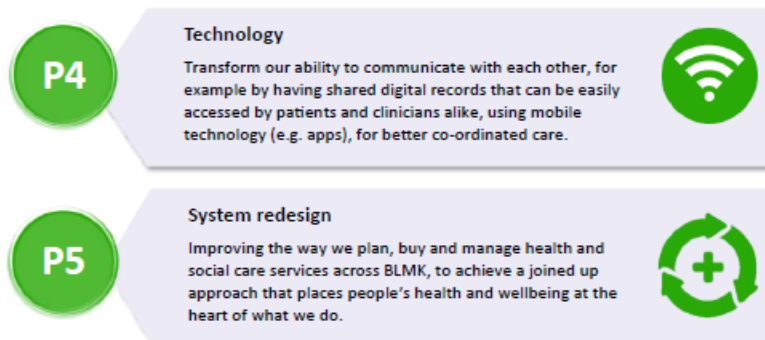 P4
Technology
Transform our ability to communicate with each other, for
example by having shared digital records that can be easily
accessed by patients and clinicians alike, using mobile
technology (e.g. apps), for better co-ordinated care.
P5
System redesign
Improving the way we plan, buy and manage health and
social care services across BLMK, to achieve a joined up
approach that places people's health and wellbeing at the
heart of what we do.